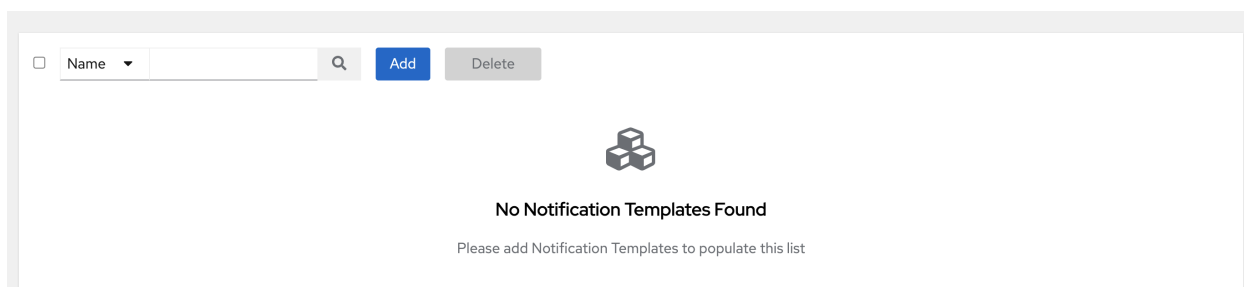 Name
Add
Delete
No Notification Templates Found
Please add Notification Templates to populate this list